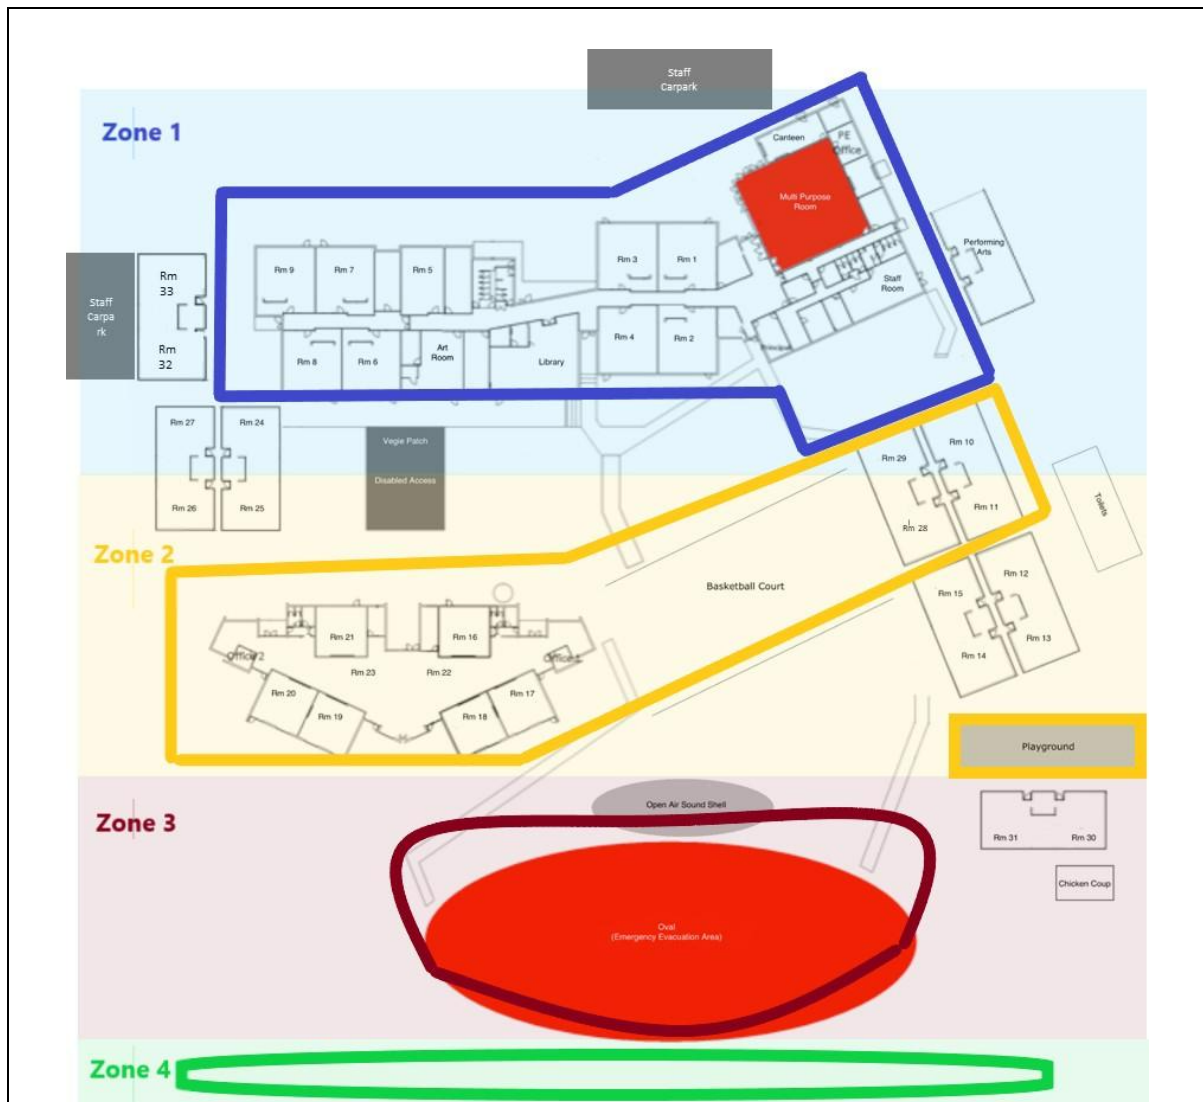 Staff
Carpark
Zone 1
Canteen
PE
Office
Multi Purpose
Room
Performing
Arts
Staff
Room
Rm 3
Rm 1
Rm 9
Rm 7
Rm 5
Rm
33
Staff
Carpa
rk
Rm
32
Rm 4
Rm 2
Principal
Rm 8
Rm 6
Art
Room
Library
Rm 27
Rm 24
Vegie Patch
Disabled Access
Rm 26
Rm 25
Rm 10
Rm 29
Rm 11
Rm 28
Toilets
Zone 2
Basketball Court
Rm 12
Rm 15
Rm 13
Rm 14
Rm 21
Rm 16
Office 2
Office 1
Rm 23
Rm 22
Rm 20
Rm 17
Rm 19
Rm 18
Playground
Zone 3
Open Air Sound Shell
Rm 31
Rm 30
Chicken Coup
Oval
(Emergency Evacuation Area)
Zone 4